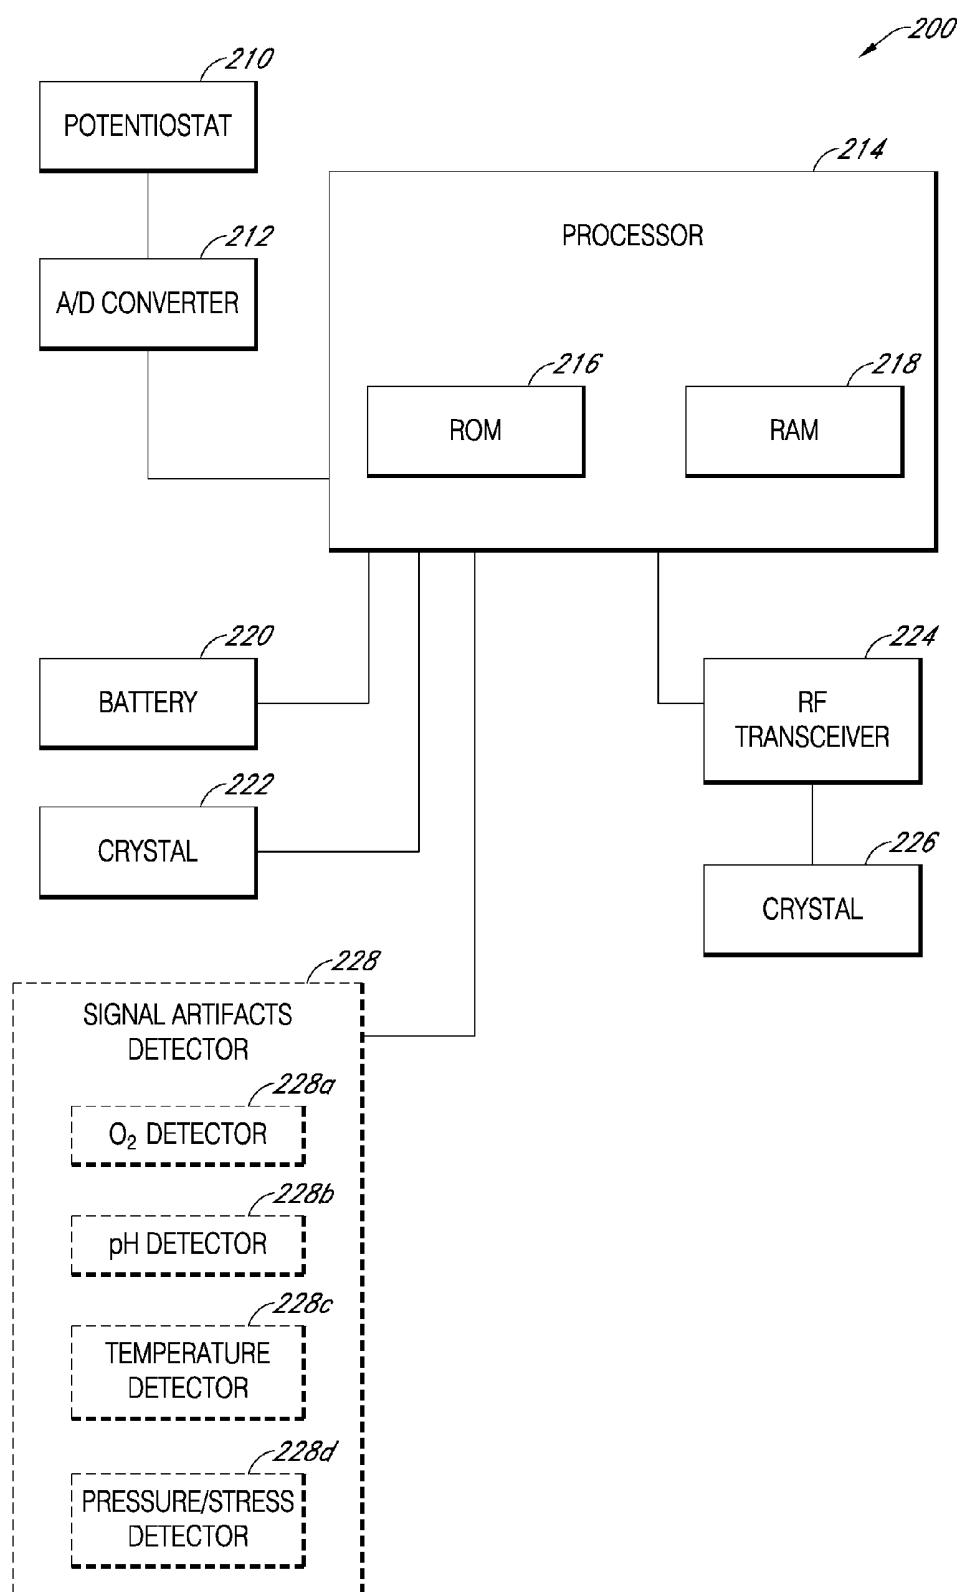 200
210
POTENTIOSTAT
214
PROCESSOR
212
A/D CONVERTER
216
ROM
218
RAM
220
BATTERY
224
RF
TRANSCEIVER
222
CRYSTAL
226
CRYSTAL
228
SIGNAL ARTIFACTS
DETECTOR
228a
O₂ DETECTOR
228b
pH DETECTOR
228c
TEMPERATURE
DETECTOR
228d
PRESSURE/STRESS
DETECTOR